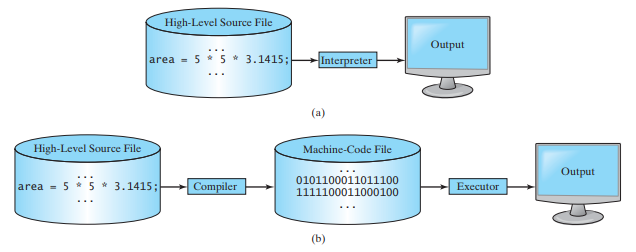 High-Level Source File
...
area = 5 * 5 * 3.1415;
...
Interpreter
Output
(a)
High-Level Source File
...
area = 5 * 5 * 3.1415;
...
Compiler
Machine-Code File
...
0101100011011100
1111100011000100
...
Executor
Output
(b)